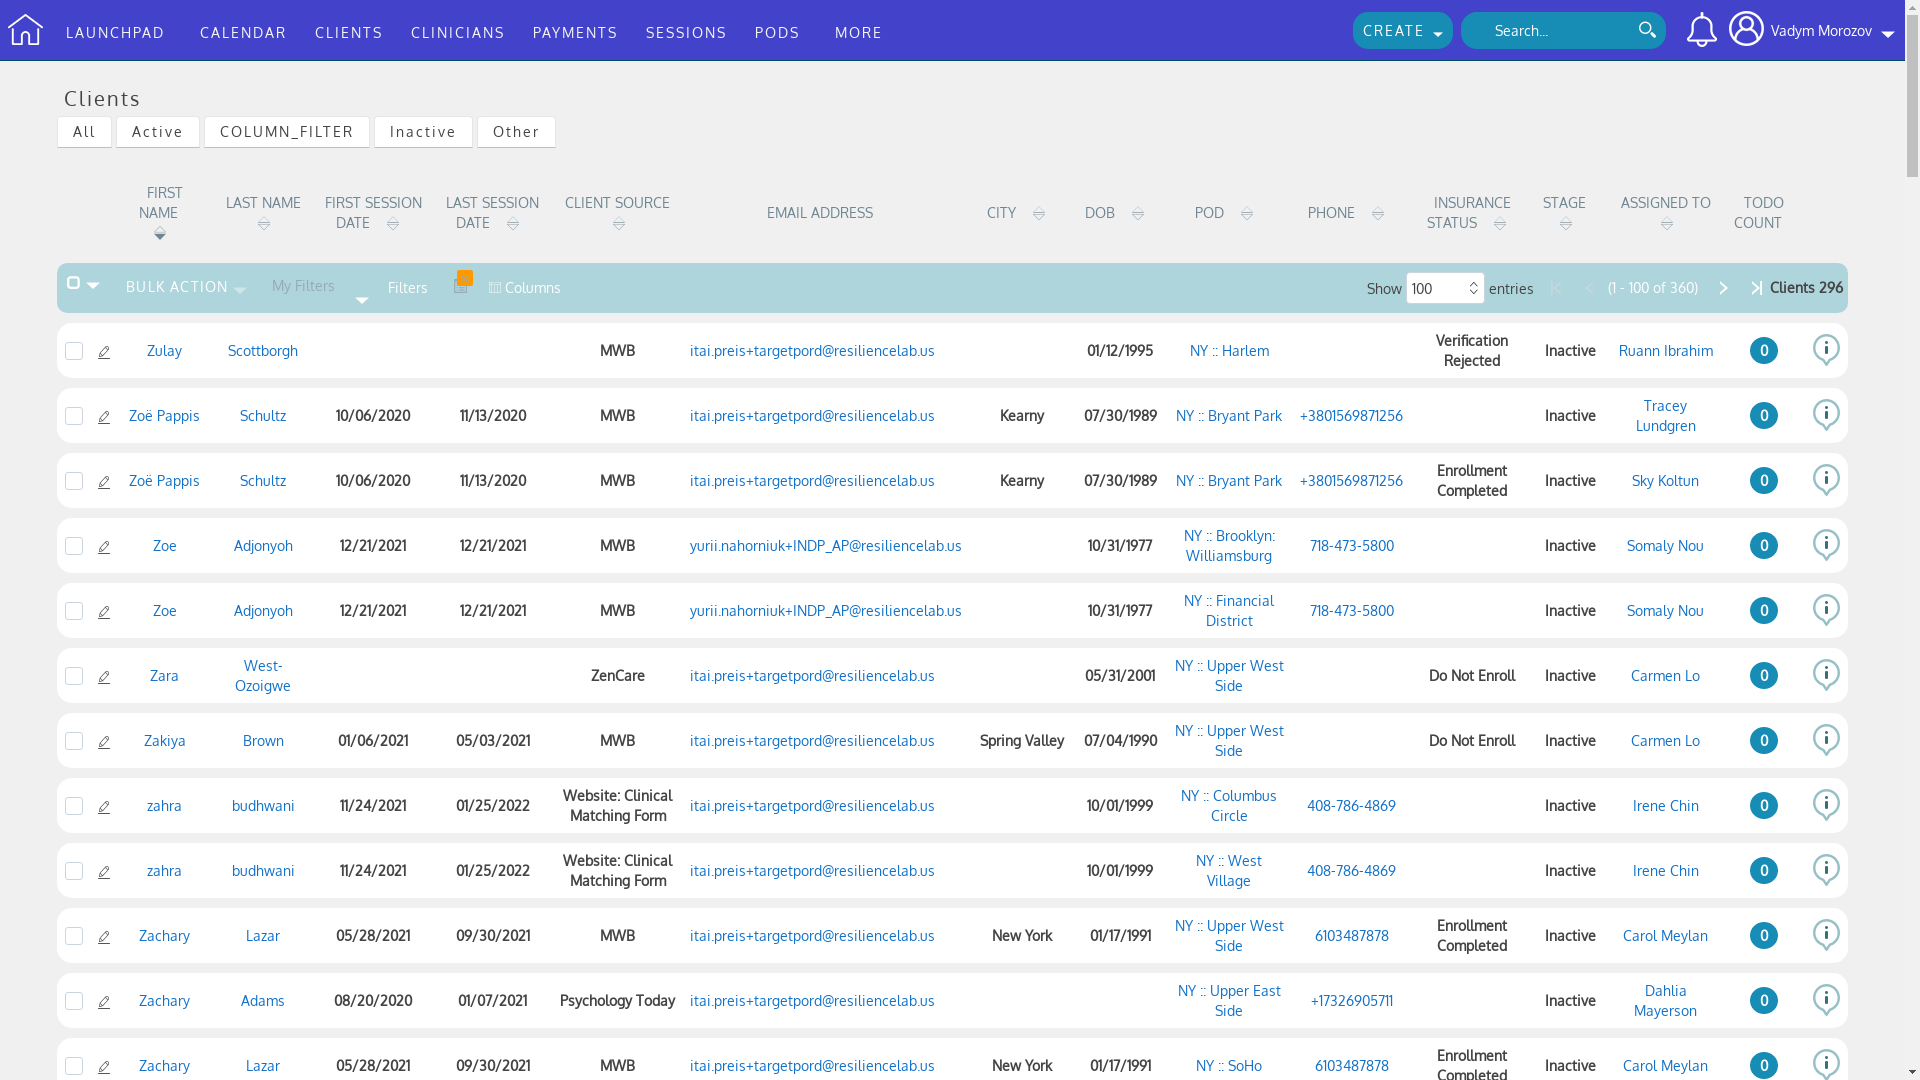 LAUNCHPAD CALENDAR CLIENTS CLINICIANS PAYMENTS SESSIONS PODS MORE CREATE Search... Vadym Morozov
Clients
All Active COLUMN_FILTER Inactive Other
FIRST NAME LAST NAME FIRST SESSION DATE LAST SESSION DATE CLIENT SOURCE EMAIL ADDRESS CITY DOB POD PHONE INSURANCE STATUS STAGE ASSIGNED TO TODO COUNT
BULK ACTION My Filters Filters Columns Show 100 entries (1 - 100 of 360) Clients 296
Zulay Scottborgh MWB itai.preis+targetpord@resiliencelab.us 01/12/1995 NY :: Harlem Verification Rejected Inactive Ruann Ibrahim 0
Zoë Pappis Schultz 10/06/2020 11/13/2020 MWB itai.preis+targetpord@resiliencelab.us Kearny 07/30/1989 NY :: Bryant Park +3801569871256 Inactive Tracey Lundgren 0
Zoë Pappis Schultz 10/06/2020 11/13/2020 MWB itai.preis+targetpord@resiliencelab.us Kearny 07/30/1989 NY :: Bryant Park +3801569871256 Enrollment Completed Inactive Sky Koltun 0
Zoe Adjonyoh 12/21/2021 12/21/2021 MWB yurii.nahorniuk+INDP_AP@resiliencelab.us 10/31/1977 NY :: Brooklyn: Williamsburg 718-473-5800 Inactive Somaly Nou 0
Zoe Adjonyoh 12/21/2021 12/21/2021 MWB yurii.nahorniuk+INDP_AP@resiliencelab.us 10/31/1977 NY :: Financial District 718-473-5800 Inactive Somaly Nou 0
Zara West-Ozoigwe ZenCare itai.preis+targetpord@resiliencelab.us 05/31/2001 NY :: Upper West Side Do Not Enroll Inactive Carmen Lo 0
Zakiya Brown 01/06/2021 05/03/2021 MWB itai.preis+targetpord@resiliencelab.us Spring Valley 07/04/1990 NY :: Upper West Side Do Not Enroll Inactive Carmen Lo 0
zahra budhwani 11/24/2021 01/25/2022 Website: Clinical Matching Form itai.preis+targetpord@resiliencelab.us 10/01/1999 NY :: Columbus Circle 408-786-4869 Inactive Irene Chin 0
zahra budhwani 11/24/2021 01/25/2022 Website: Clinical Matching Form itai.preis+targetpord@resiliencelab.us 10/01/1999 NY :: West Village 408-786-4869 Inactive Irene Chin 0
Zachary Lazar 05/28/2021 09/30/2021 MWB itai.preis+targetpord@resiliencelab.us New York 01/17/1991 NY :: Upper West Side 6103487878 Enrollment Completed Inactive Carol Meylan 0
Zachary Adams 08/20/2020 01/07/2021 Psychology Today itai.preis+targetpord@resiliencelab.us NY :: Upper East Side +17326905711 Inactive Dahlia Mayerson 0
Zachary Lazar 05/28/2021 09/30/2021 MWB itai.preis+targetpord@resiliencelab.us New York 01/17/1991 NY :: SoHo 6103487878 Enrollment Completed Inactive Carol Meylan 0